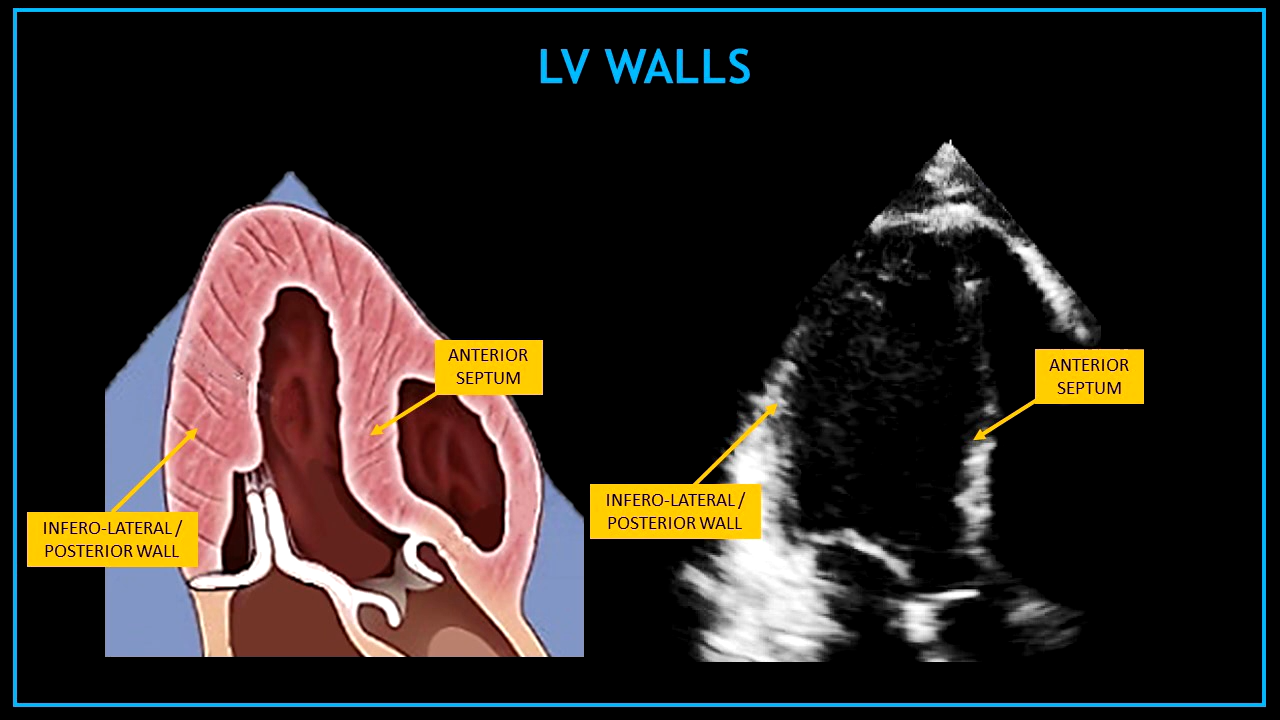 LV WALLS
ANTERIOR
SEPTUM
INFERO-LATERAL /
POSTERIOR WALL
ANTERIOR
SEPTUM
INFERO-LATERAL /
POSTERIOR WALL